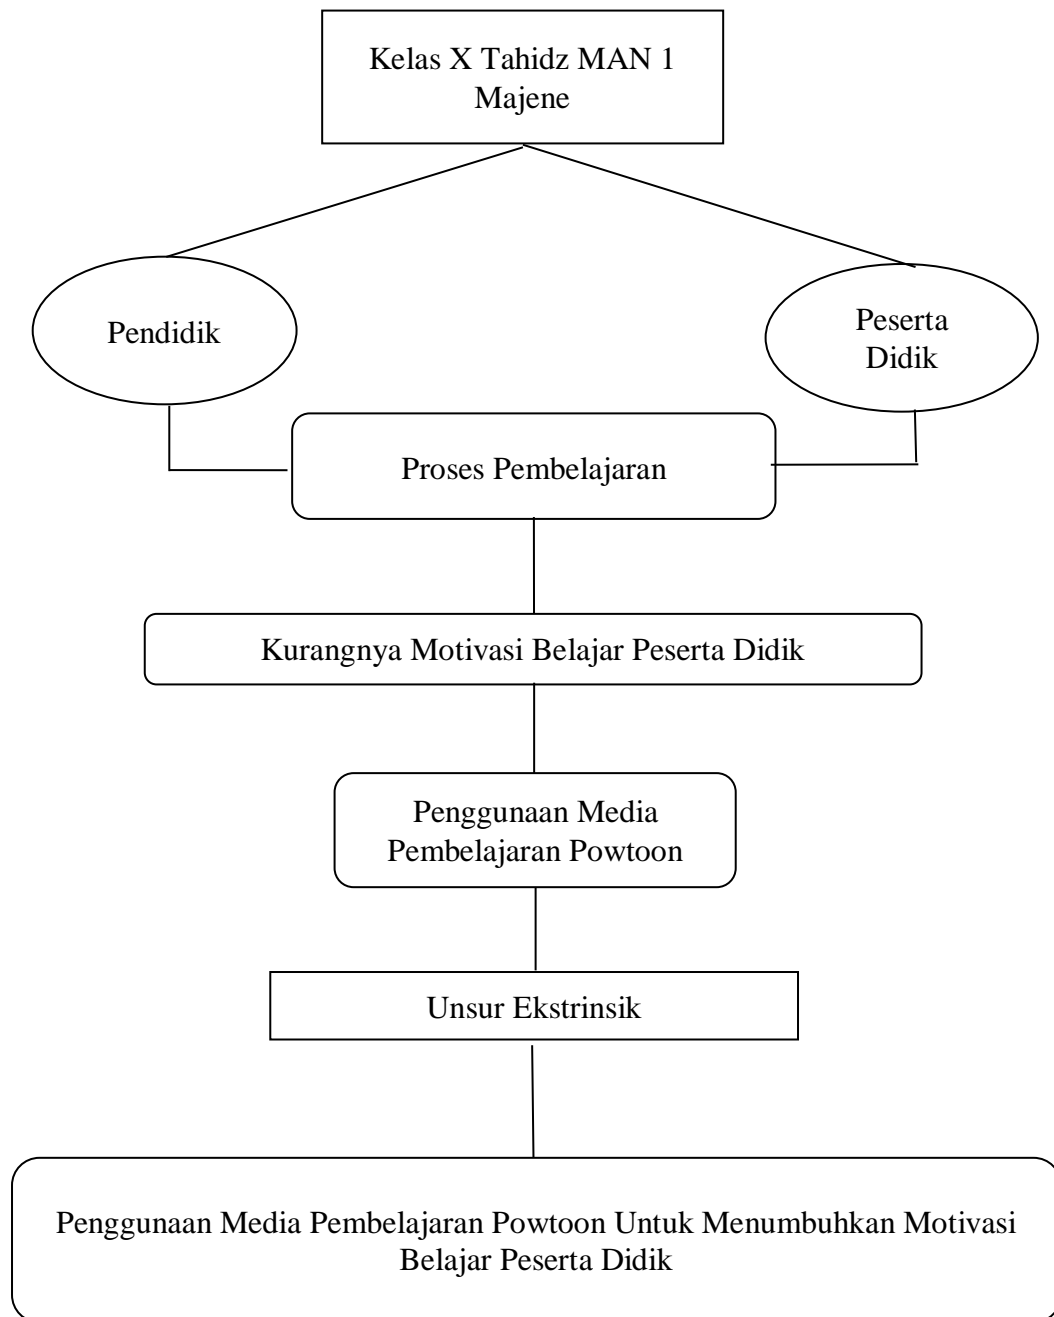 Kelas X Tahidz MAN 1
Majene
Pendidik
Peserta
Didik
Proses Pembelajaran
Kurangnya Motivasi Belajar Peserta Didik
Penggunaan Media
Pembelajaran Powtoon
Unsur Ekstrinsik
Penggunaan Media Pembelajaran Powtoon Untuk Menumbuhkan Motivasi
Belajar Peserta Didik